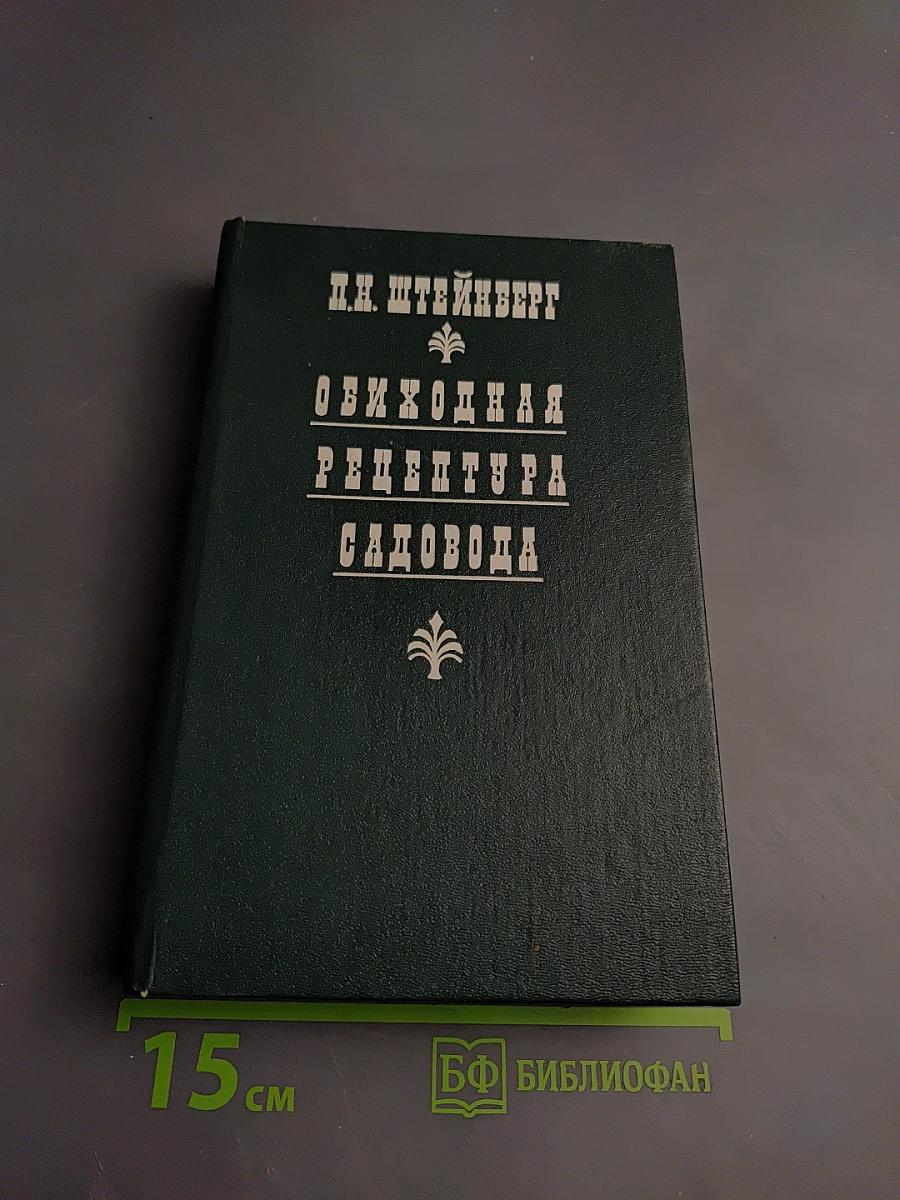 П.Н. ШТЕЙНБЕРГ
ОБИХОДНАЯ
РЕЦЕПТУРА
САДОВОДА
15 см
БФ БИБЛИОФАН